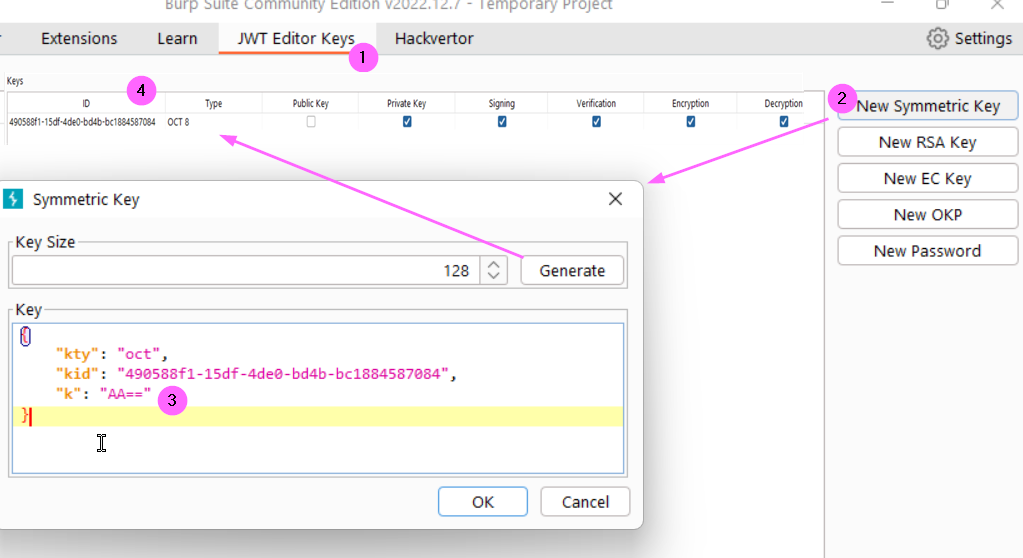 Burp Suite Community Edition v2022.12.7 - Temporary Project
Extensions Learn JWT Editor Keys Hackvertor Settings
1
Keys
4
2
ID Type Public Key Private Key Signing Verification Encryption Decryption
490588f1-15df-4de0-bd4b-bc1884587084 OCT 8
New Symmetric Key
New RSA Key
New EC Key
New OKP
New Password
Symmetric Key
Key Size
128 Generate
Key
{
"kty": "oct",
"kid": "490588f1-15df-4de0-bd4b-bc1884587084",
"k": "AA=="
3
}
OK Cancel